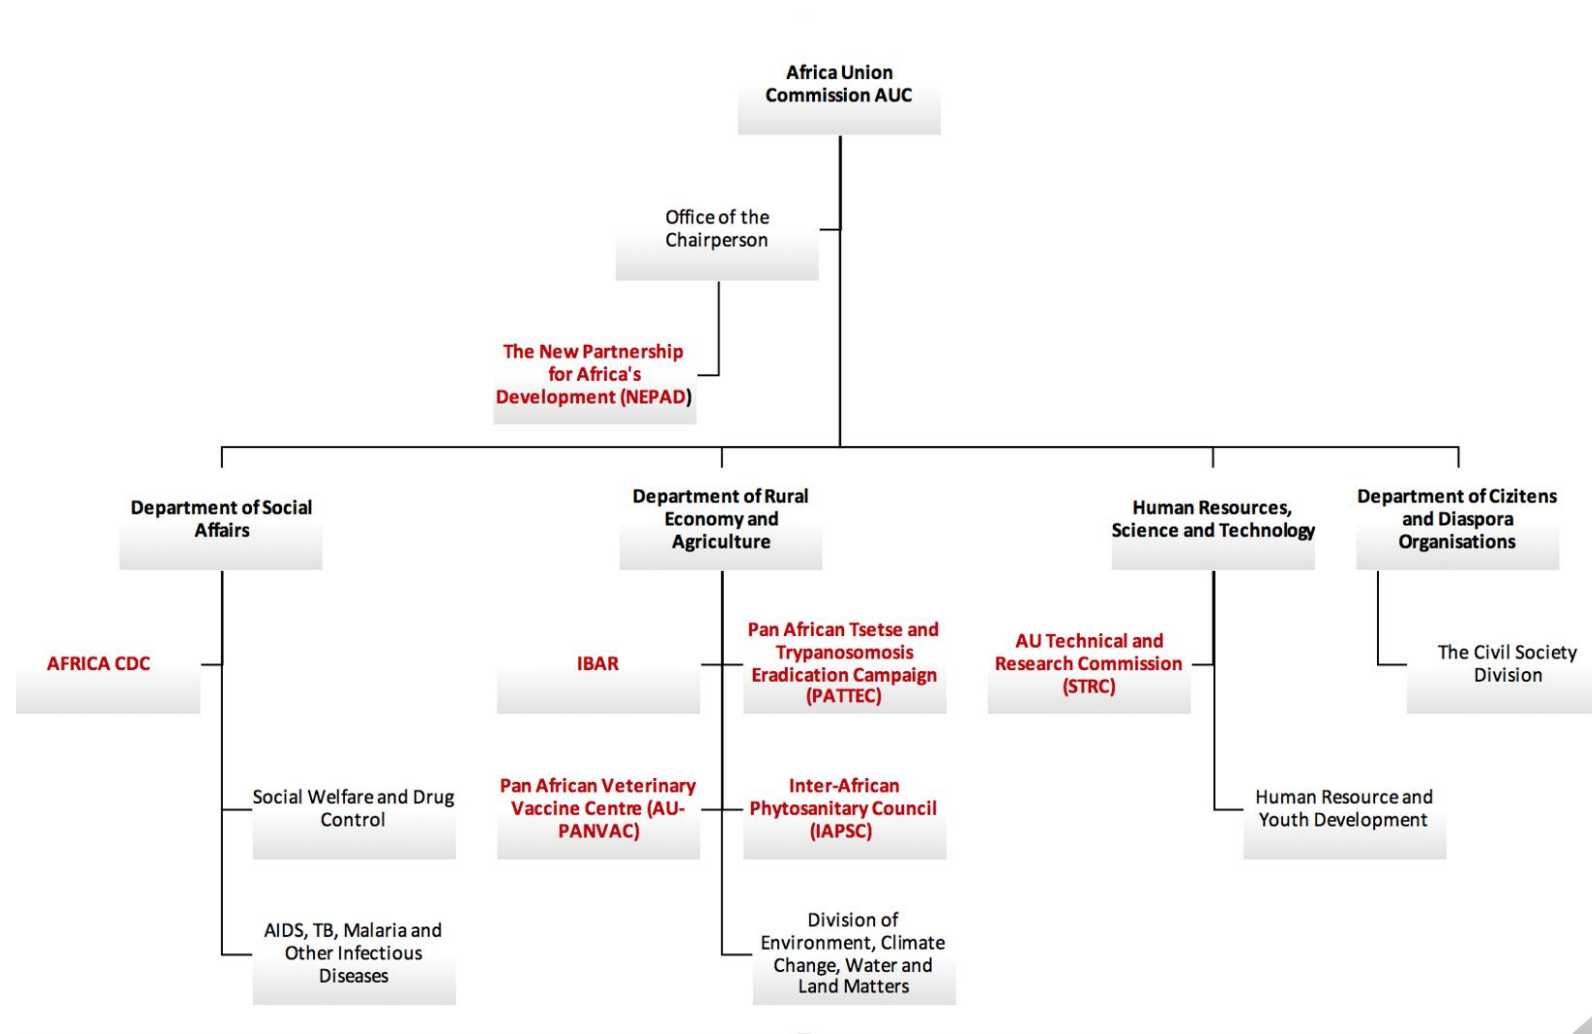 Africa Union
Commission AUC
Office of the
Chairperson
The New Partnership
for Africa's
Development (NEPAD)
Department of Social
Affairs
Department of Rural
Economy and
Agriculture
Human Resources,
Science and Technology
Department of Cizitens
and Diaspora
Organisations
AFRICA CDC
IBAR
Pan African Tsetse and
Trypanosomosis
Eradication Campaign
(PATTEC)
AU Technical and
Research Commission
(STRC)
The Civil Society
Division
Social Welfare and Drug
Control
Pan African Veterinary
Vaccine Centre (AU-
PANVAC)
Inter-African
Phytosanitary Council
(IAPSC)
Human Resource and
Youth Development
AIDS, TB, Malaria and
Other Infectious
Diseases
Division of
Environment, Climate
Change, Water and
Land Matters